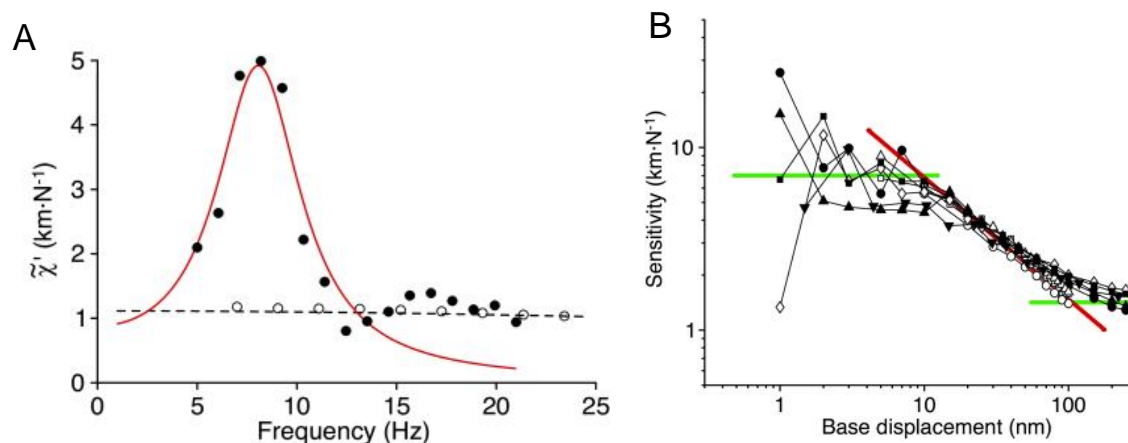 A
χ̃' (km·N⁻¹)
5
4
3
2
1
0
0 5 10 15 20 25
Frequency (Hz)
B
Sensitivity (km·N⁻¹)
10
1
1 10 100
Base displacement (nm)